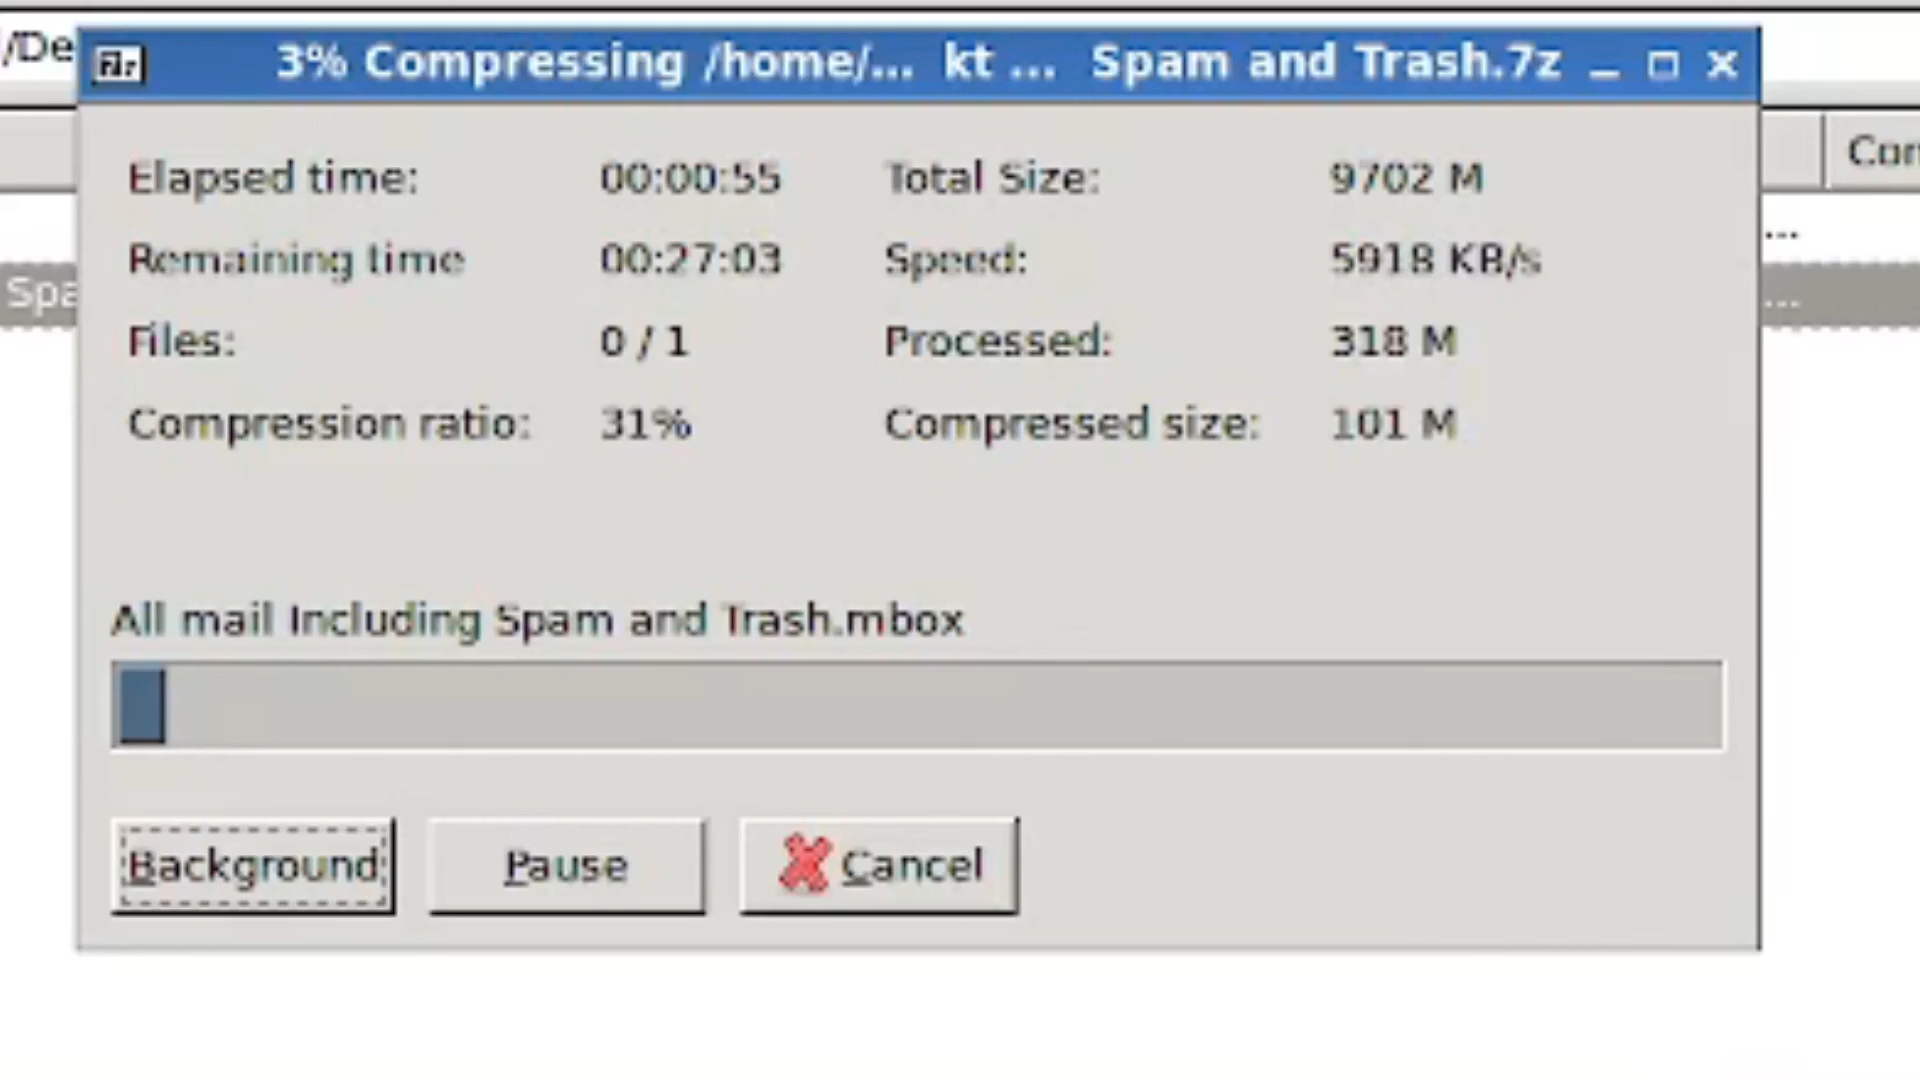 /De
3% Compressing /home/... kt ... Spam and Trash.7z
Elapsed time: 00:00:55 Total Size: 9702 M
Con
Remaining time 00:27:03 Speed: 5918 KB/s
...
Spa
...
Files: 0 / 1 Processed: 318 M
Compression ratio: 31% Compressed size: 101 M
All mail Including Spam and Trash.mbox
Background Pause Cancel